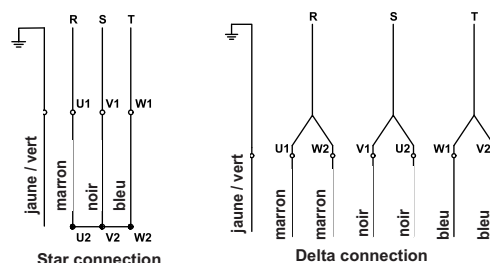 R S T
U1 V1 W1
jaune / vert
marron
noir
bleu
U2 V2 W2
Star connection
R S T
U1 W2 V1 U2 W1 V2
jaune / vert
marron
marron
noir
noir
bleu
bleu
Delta connection